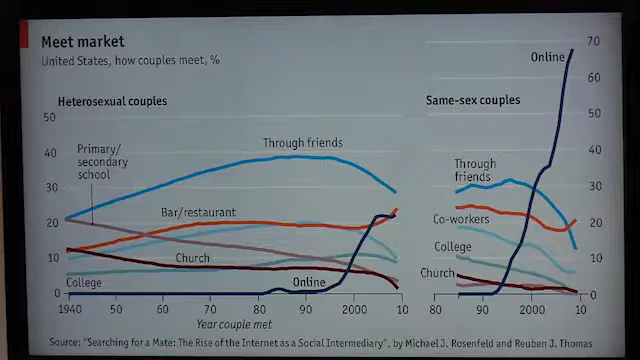 Meet market
United States, how couples meet, %
Heterosexual couples
50
40
30
20
10
0
Primary/
secondary
school
Through friends
Bar/restaurant
Church
College
Online
1940
50
60
70
80
90
2000
10
Year couple met
Same-sex couples
Online
70
60
50
40
30
20
10
0
Through
friends
Co-workers
College
Church
80
90
2000
10
Source: "Searching for a Mate: The Rise of the Internet as a Social Intermediary", by Michael J. Rosenfeld and Reuben J. Thomas